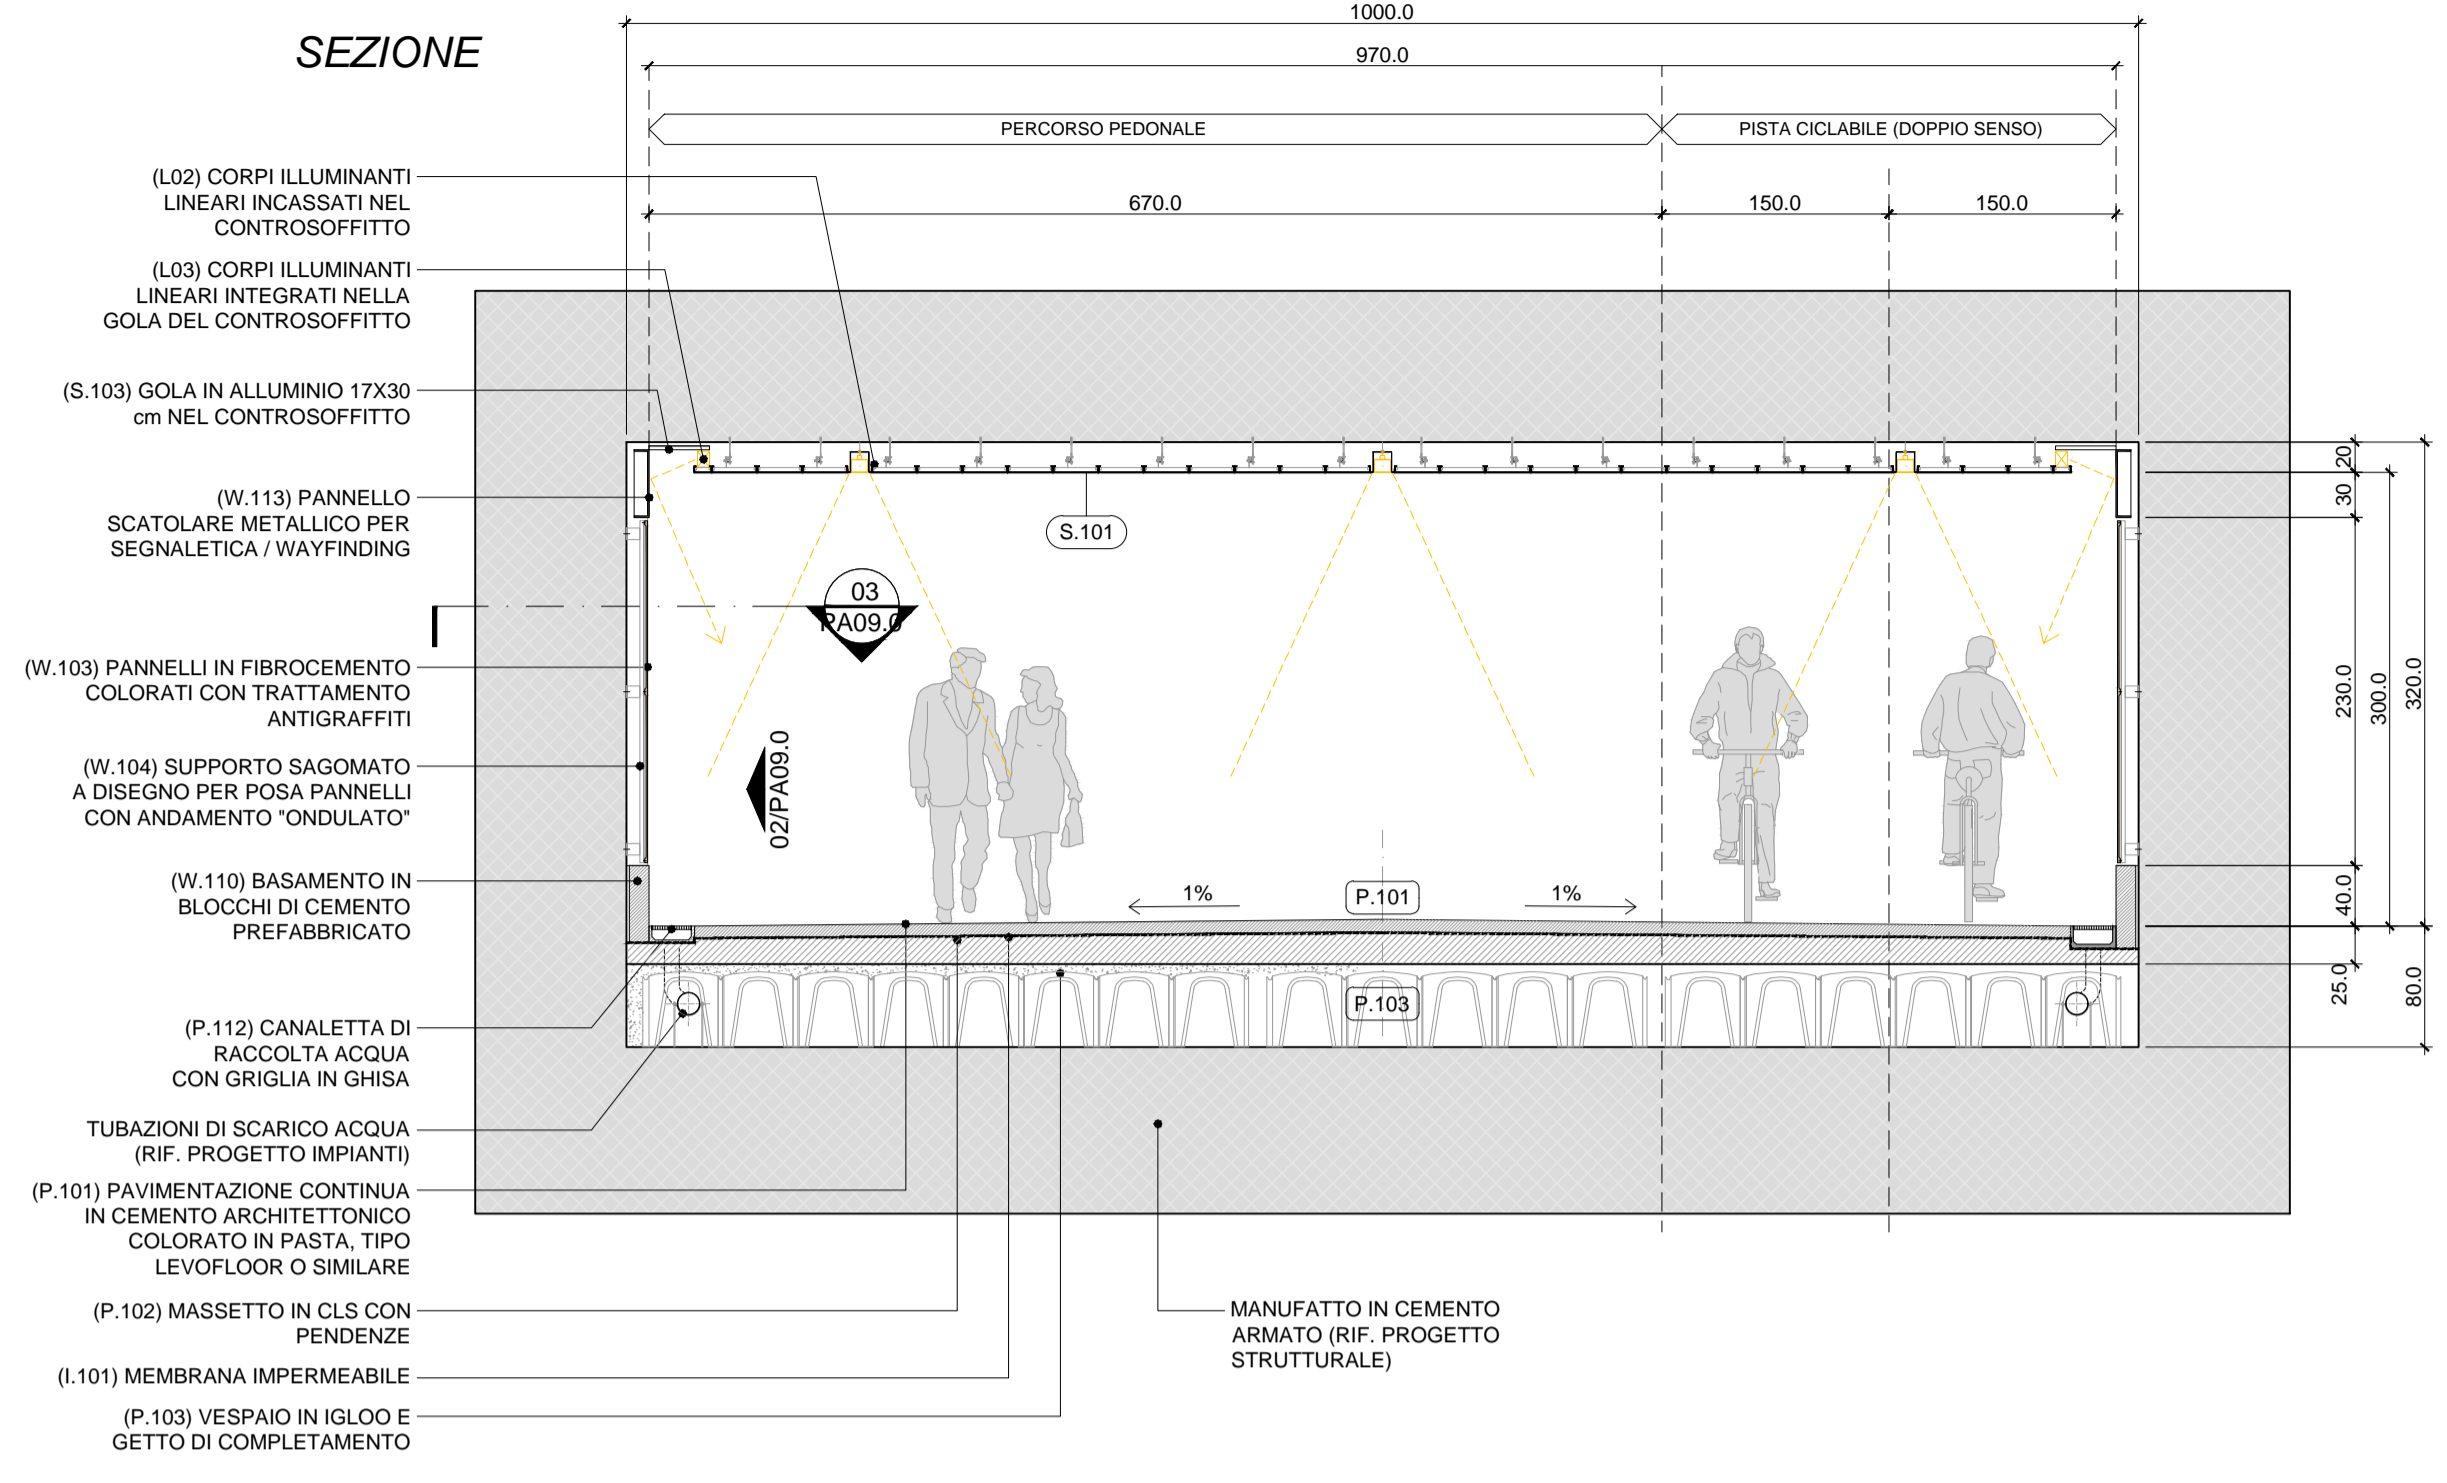 SEZIONE
1000.0
970.0
PERCORSO PEDONALE
PISTA CICLABILE (DOPPIO SENSO)
670.0
150.0
150.0
(L02) CORPI ILLUMINANTI
LINEARI INCASSATI NEL
CONTROSOFFITTO
(L03) CORPI ILLUMINANTI
LINEARI INTEGRATI NELLA
GOLA DEL CONTROSOFFITTO
(S.103) GOLA IN ALLUMINIO 17X30
cm NEL CONTROSOFFITTO
(W.113) PANNELLO
SCATOLARE METALLICO PER
SEGNALETICA / WAYFINDING
(W.103) PANNELLI IN FIBROCEMENTO
COLORATI CON TRATTAMENTO
ANTIGRAFFITI
(W.104) SUPPORTO SAGOMATO
A DISEGNO PER POSA PANNELLI
CON ANDAMENTO "ONDULATO"
(W.110) BASAMENTO IN
BLOCCHI DI CEMENTO
PREFABBRICATO
(P.112) CANALETTA DI
RACCOLTA ACQUA
CON GRIGLIA IN GHISA
TUBAZIONI DI SCARICO ACQUA
(RIF. PROGETTO IMPIANTI)
(P.101) PAVIMENTAZIONE CONTINUA
IN CEMENTO ARCHITETTONICO
COLORATO IN PASTA, TIPO
LEVOFLOOR O SIMILARE
(P.102) MASSETTO IN CLS CON
PENDENZE
(I.101) MEMBRANA IMPERMEABILE
(P.103) VESPAIO IN IGLOO E
GETTO DI COMPLETAMENTO
S.101
03
PA09.0
02/PA09.0
1%
P.101
1%
P.103
MANUFATTO IN CEMENTO
ARMATO (RIF. PROGETTO
STRUTTURALE)
20
30
230.0
40.0
25.0
300.0
320.0
80.0